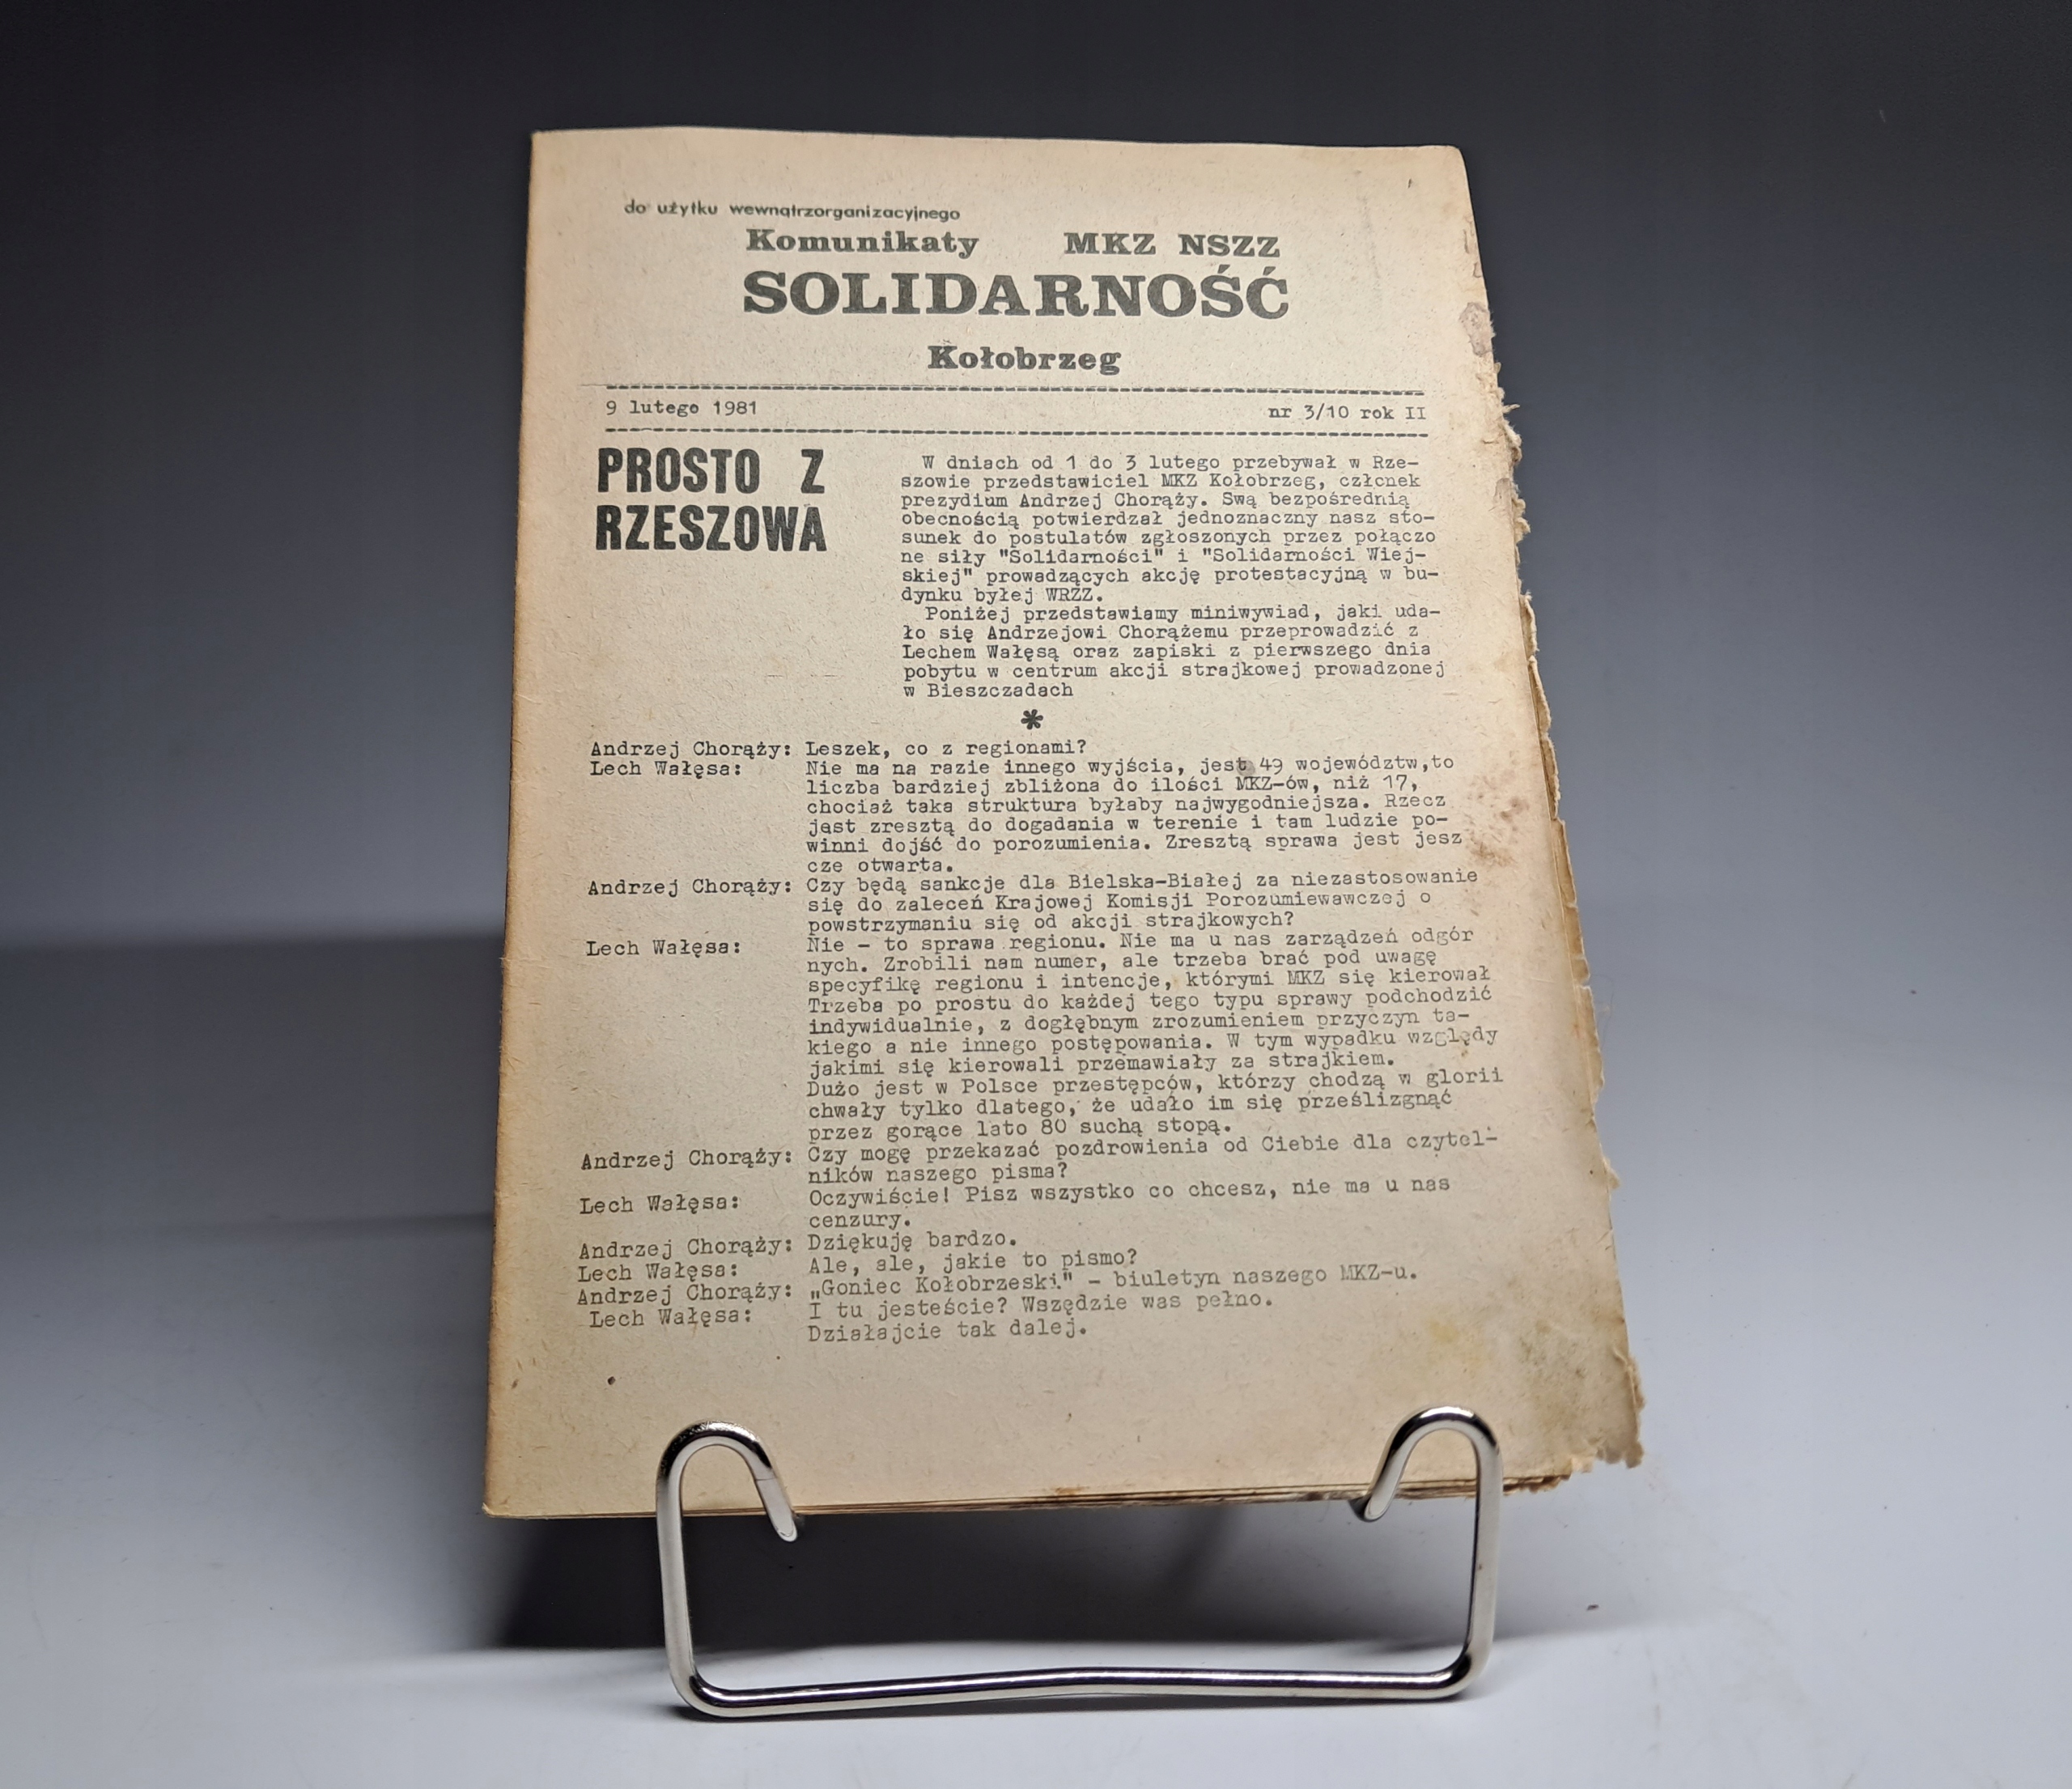 do użytku wewnątrzorganizacyjnego
Komunikaty MKZ NSZZ
SOLIDARNOŚĆ
Kołobrzeg
9 lutego 1981 nr 3/10 rok II
PROSTO Z
RZESZOWA
W dniach od 1 do 3 lutego przebywał w Rze-
szowie przedstawiciel MKZ Kołobrzeg, członek
prezydium Andrzej Chorąży. Swą bezpośrednią
obecnością potwierdzał jednoznaczny nasz sto-
sunek do postulatów zgłoszonych przez połączo
ne siły "Solidarności" i "Solidarności Wiej-
skiej" prowadzących akcję protestacyjną w bu-
dynku byłej WRZZ.
Poniżej przedstawiamy miniwywiad, jaki uda-
ło się Andrzejowi Chorążemu przeprowadzić z
Lechem Wałęsą oraz zapiski z pierwszego dnia
pobytu w centrum akcji strajkowej prowadzonej
w Bieszczadach
*
Andrzej Chorąży: Leszek, co z regionami?
Lech Wałęsa: Nie ma na razie innego wyjścia, jest 49 województw,to
liczba bardziej zbliżona do ilości MKZ-ów, niż 17,
chociaż taka struktura byłaby najwygodniejsza. Rzecz
jest zresztą do dogadania w terenie i tam ludzie po-
winni dojść do porozumienia. Zresztą sprawa jest jesz
cze otwarta.
Andrzej Chorąży: Czy będą sankcje dla Bielska-Białej za niezastosowanie
się do zaleceń Krajowej Komisji Porozumiewawczej o
powstrzymaniu się od akcji strajkowych?
Lech Wałęsa: Nie - to sprawa regionu. Nie ma u nas zarządzeń odgór
nych. Zrobili nam numer, ale trzeba brać pod uwagę
specyfikę regionu i intencje, którymi MKZ się kierował
Trzeba po prostu do każdej tego typu sprawy podchodzić
indywidualnie, z dogłębnym zrozumieniem przyczyn ta-
kiego a nie innego postępowania. W tym wypadku względy
jakimi się kierowali przemawiały za strajkiem.
Dużo jest w Polsce przestępców, którzy chodzą w glorii
chwały tylko dlatego, że udało im się prześlizgnąć
przez gorące lato 80 suchą stopą.
Andrzej Chorąży: Czy mogę przekazać pozdrowienia od Ciebie dla czytel-
ników naszego pisma?
Lech Wałęsa: Oczywiście! Pisz wszystko co chcesz, nie ma u nas
cenzury.
Andrzej Chorąży: Dziękuję bardzo.
Lech Wałęsa: Ale, ale, jakie to pismo?
Andrzej Chorąży: „Goniec Kołobrzeski" - biuletyn naszego MKZ-u.
Lech Wałęsa: I tu jesteście? Wszędzie was pełno.
Działajcie tak dalej.